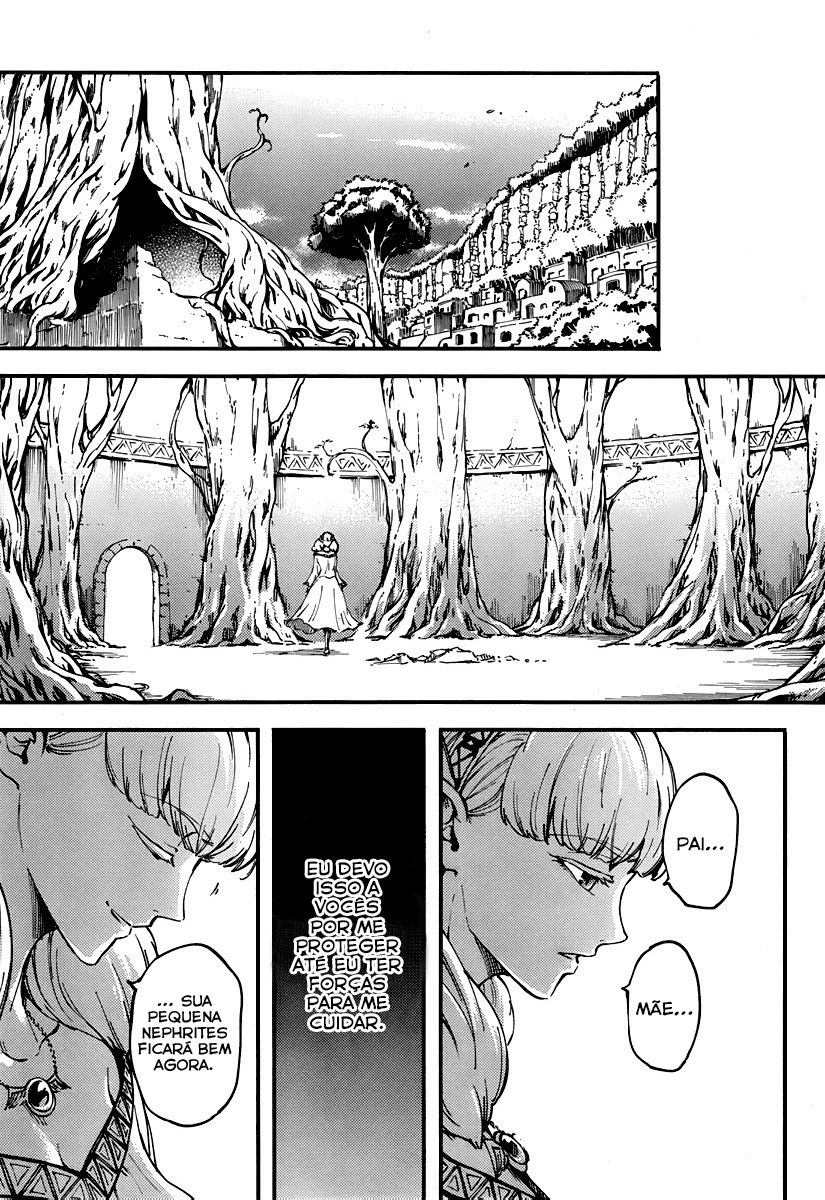 PAI...
MÃE...
EU DEVO
ISSO A
VOCÊS
POR ME
PROTEGER
ATÉ EU TER
FORÇAS
PARA ME
CUIDAR.
... SUA
PEQUENA
NEPHRITES
FICARÁ BEM
AGORA.